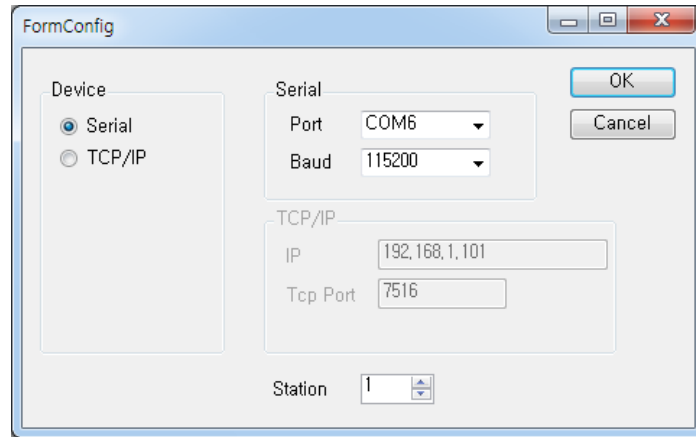 FormConfig
Device
Serial
TCP/IP
Serial
Port COM6
Baud 115200
OK
Cancel
TCP/IP
IP 192,168,1,101
Tcp Port 7516
Station 1